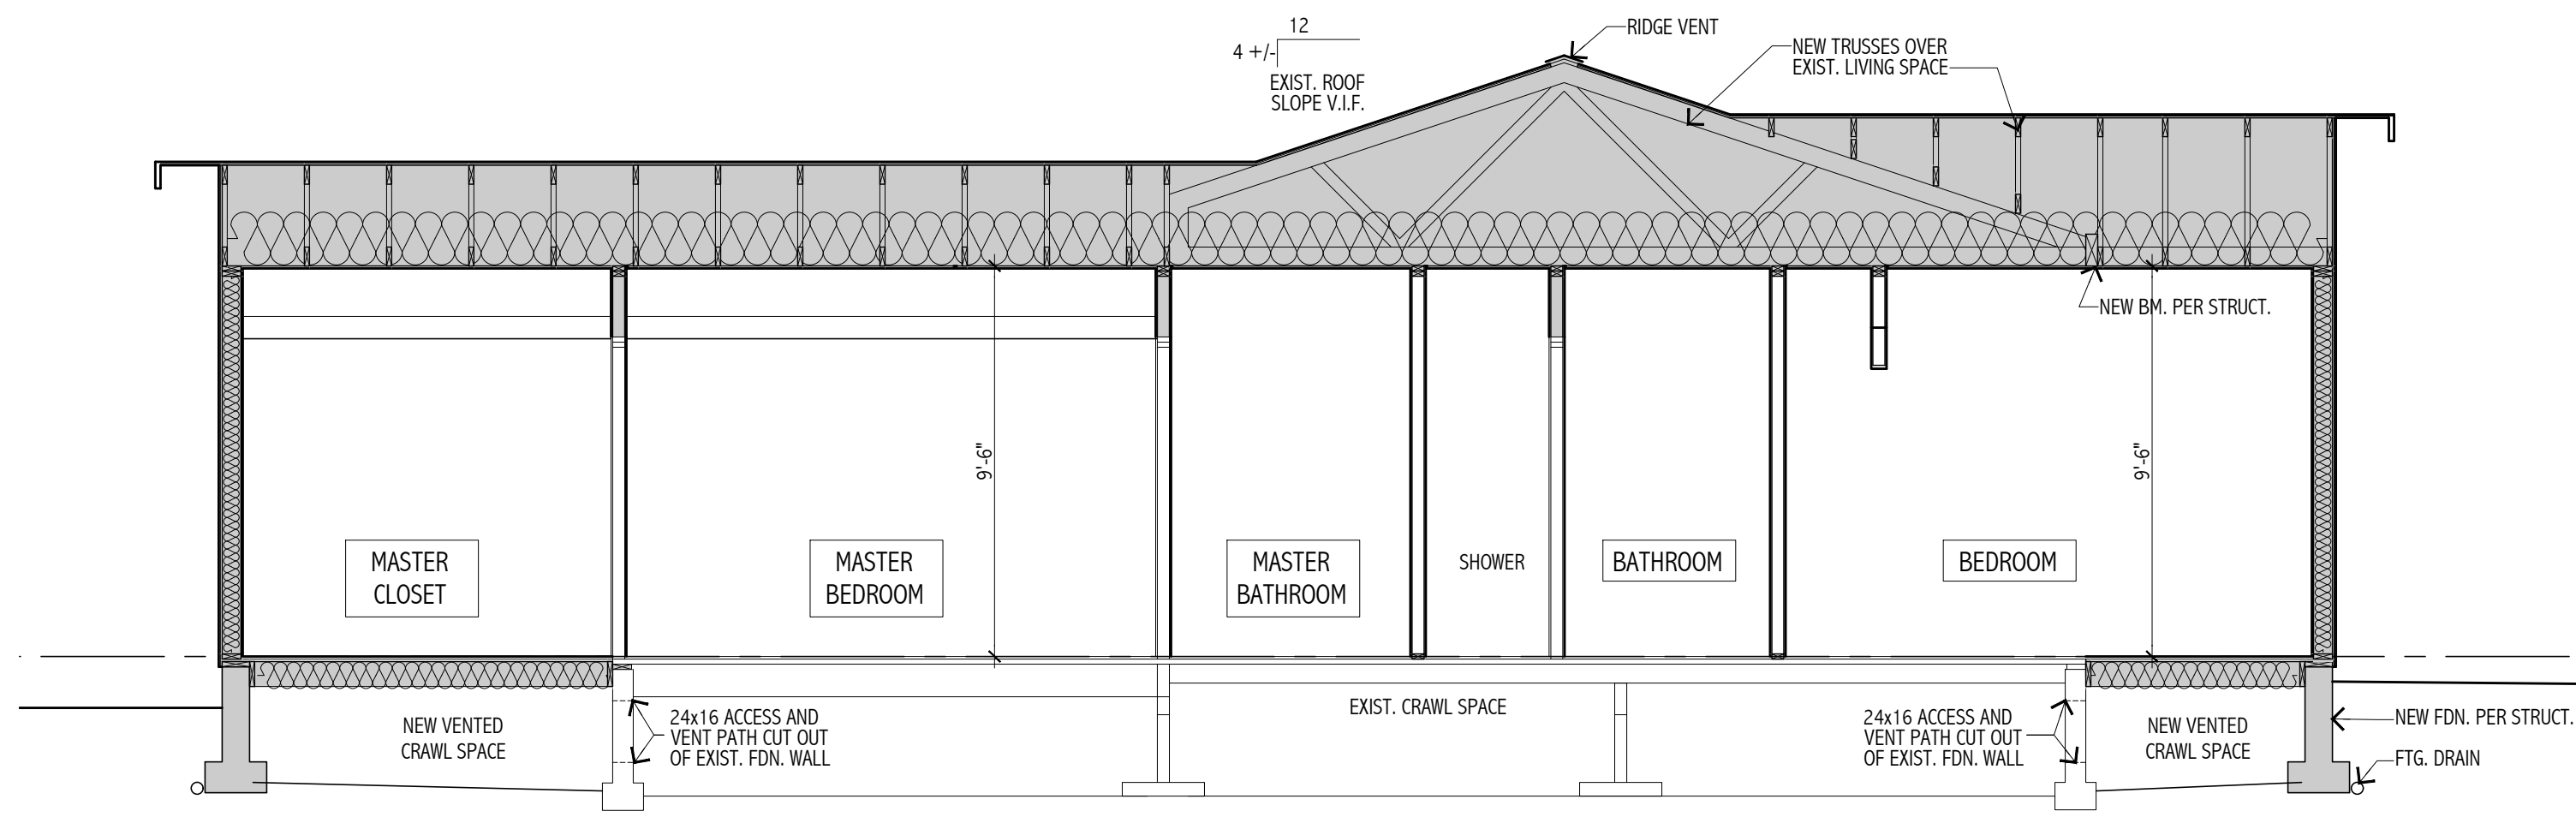 12
4 +/-
EXIST. ROOF
SLOPE V.I.F.
RIDGE VENT
NEW TRUSSES OVER
EXIST. LIVING SPACE
NEW BM. PER STRUCT.
9'-6"
9'-6"
MASTER
CLOSET
MASTER
BEDROOM
MASTER
BATHROOM
SHOWER
BATHROOM
BEDROOM
NEW VENTED
CRAWL SPACE
24x16 ACCESS AND
VENT PATH CUT OUT
OF EXIST. FDN. WALL
EXIST. CRAWL SPACE
24x16 ACCESS AND
VENT PATH CUT OUT
OF EXIST. FDN. WALL
NEW VENTED
CRAWL SPACE
NEW FDN. PER STRUCT.
FTG. DRAIN